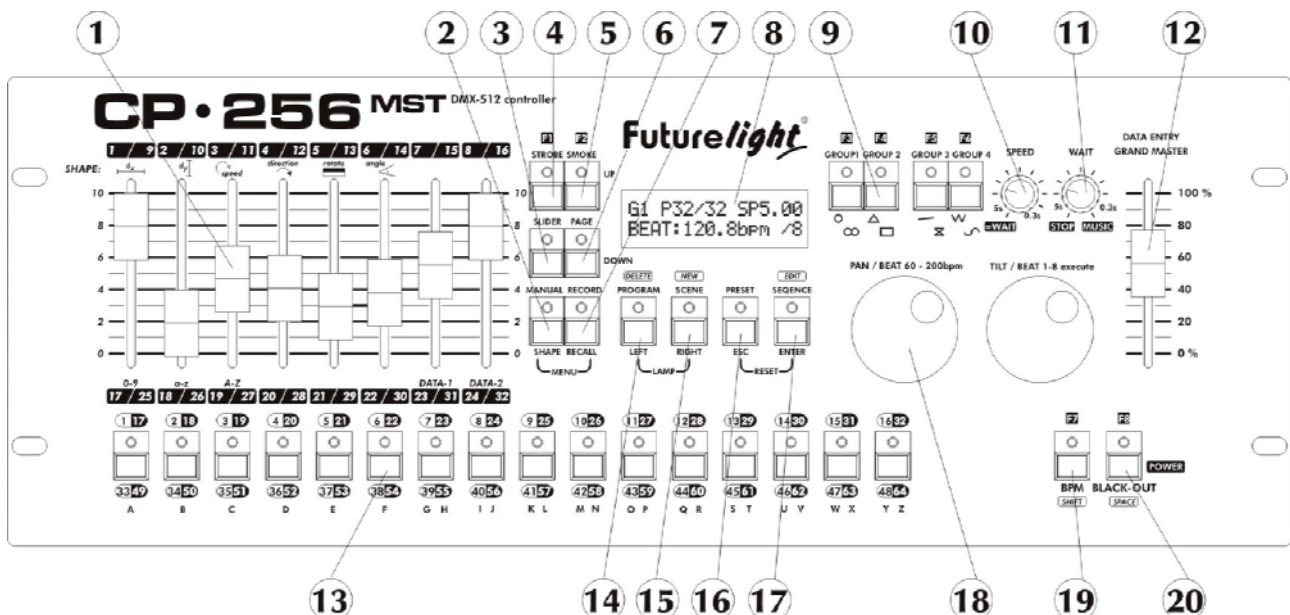 1 2 3 4 5 6 7 8 9 10 11 12
CP·256 MST DMX-512 controller
Futurelight®
1 / 9 2 / 10 3 / 11 4 / 12 5 / 13 6 / 14 7 / 15 8 / 16
SHAPE: dx dy speed direction rotate angle
10 10
8 8
6 6
4 4
2 2
0 0
0-9 a-z A-Z DATA-1 DATA-2
17 / 25 18 / 26 19 / 27 20 / 28 21 / 29 22 / 30 23 / 31 24 / 32
F1 F2
STROBE SMOKE
UP
SLIDER PAGE
DOWN
MANUAL RECORD
SHAPE RECALL
MENU
G1 P32/32 SP5.00
BEAT:120.8bpm /8
DELETE NEW EDIT
PROGRAM SCENE PRESET SEQENCE
LEFT RIGHT ESC ENTER
LAMP RESET
F3 F4 F5 F6
GROUP1 GROUP 2 GROUP 3 GROUP 4
SPEED WAIT
5s 0.3s 5s 0.3s
=WAIT STOP MUSIC
DATA ENTRY
GRAND MASTER
100 %
80
60
40
20
0 %
PAN / BEAT 60 - 200bpm TILT / BEAT 1-8 execute
1 17 2 18 3 19 4 20 5 21 6 22 7 23 8 24 9 25 10 26 11 27 12 28 13 29 14 30 15 31 16 32
33 49 34 50 35 51 36 52 37 53 38 54 39 55 40 56 41 57 42 58 43 59 44 60 45 61 46 62 47 63 48 64
A B C D E F G H I J K L M N O P Q R S T U V W X Y Z
F7 F8
POWER
BPM BLACK-OUT
SHIFT SPACE
13 14 15 16 17 18 19 20